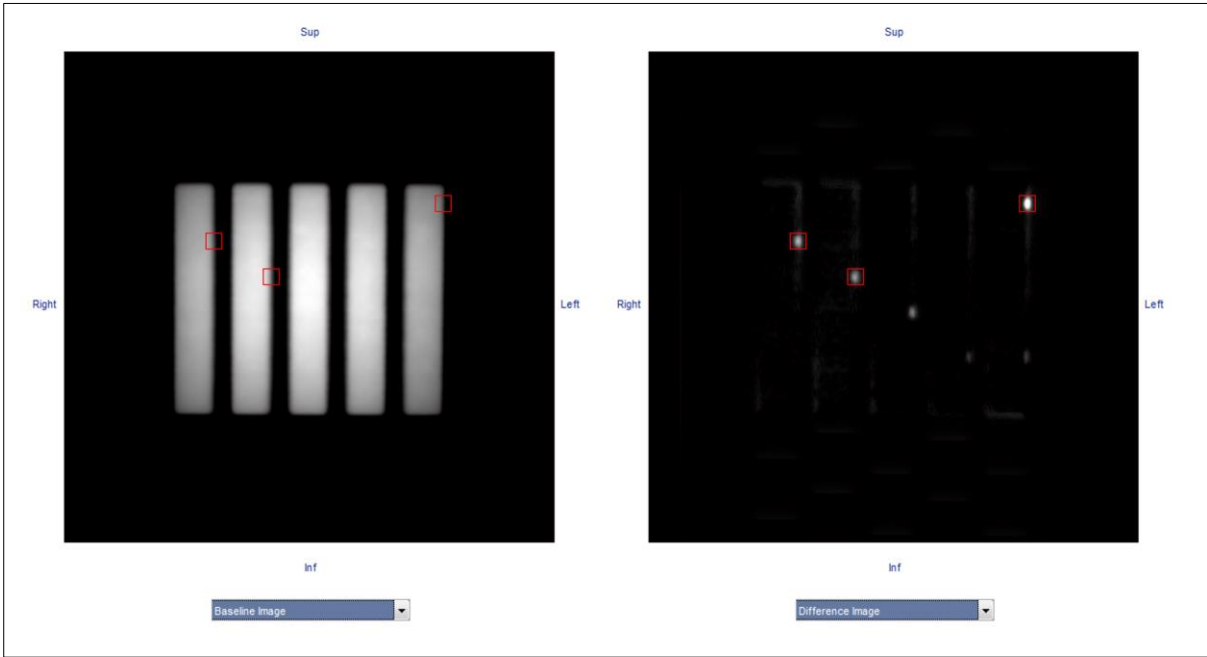 Sup
Sup
Right
Left
Right
Left
Inf
Inf
Baseline Image
Difference Image